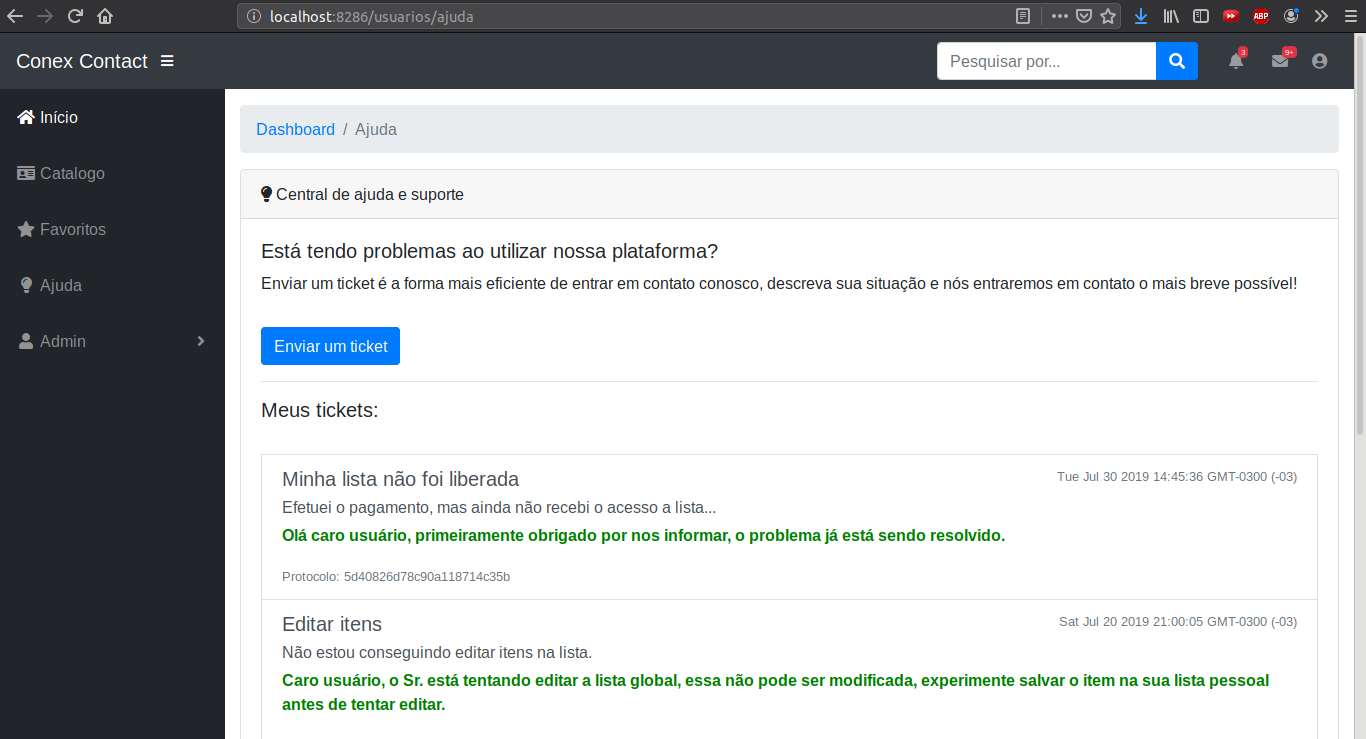 localhost:8286/usuarios/ajuda
ABP
Conex Contact
Pesquisar por...
3
9+
Início
Dashboard / Ajuda
Catalogo
Central de ajuda e suporte
Favoritos
Está tendo problemas ao utilizar nossa plataforma?
Ajuda
Enviar um ticket é a forma mais eficiente de entrar em contato conosco, descreva sua situação e nós entraremos em contato o mais breve possível!
Admin
Enviar um ticket
Meus tickets:
Minha lista não foi liberada
Tue Jul 30 2019 14:45:36 GMT-0300 (-03)
Efetuei o pagamento, mas ainda não recebi o acesso a lista...
Olá caro usuário, primeiramente obrigado por nos informar, o problema já está sendo resolvido.
Protocolo: 5d40826d78c90a118714c35b
Editar itens
Sat Jul 20 2019 21:00:05 GMT-0300 (-03)
Não estou conseguindo editar itens na lista.
Caro usuário, o Sr. está tentando editar a lista global, essa não pode ser modificada, experimente salvar o item na sua lista pessoal
antes de tentar editar.